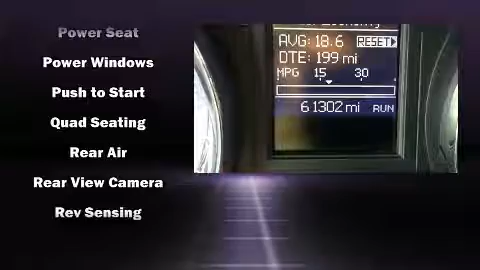 Power Seat
Power Windows
Push to Start
Quad Seating
Rear Air
Rear View Camera
Rev Sensing
AVG: 18.6 RESET
DTE: 199 mi
MPG 15 30
61302 mi RUN